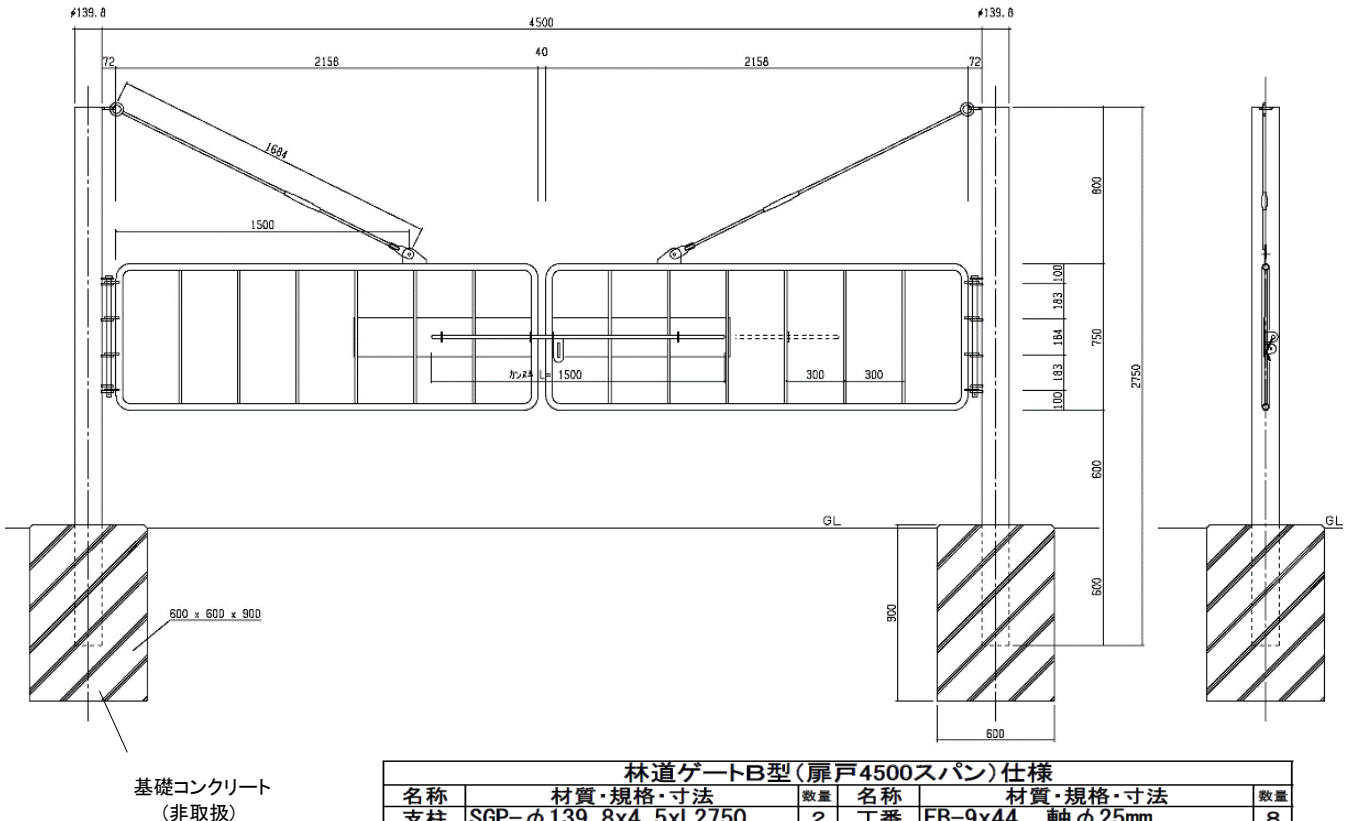 φ139.8
φ139.8
4500
72
2158
40
2158
72
1684
1500
800
100
183
184
183
100
750
2750
カンヌキ L= 1500
300
300
600
GL
GL
600 x 600 x 900
900
600
600
基礎コンクリート
(非取扱)
林道ゲートB型(扉戸4500スパン)仕様
名称 材質・規格・寸法 数量 名称 材質・規格・寸法 数量
支柱 SGP-φ139.8x4.5xL2750 2 丁番 FB-9x44 軸φ25mm 8